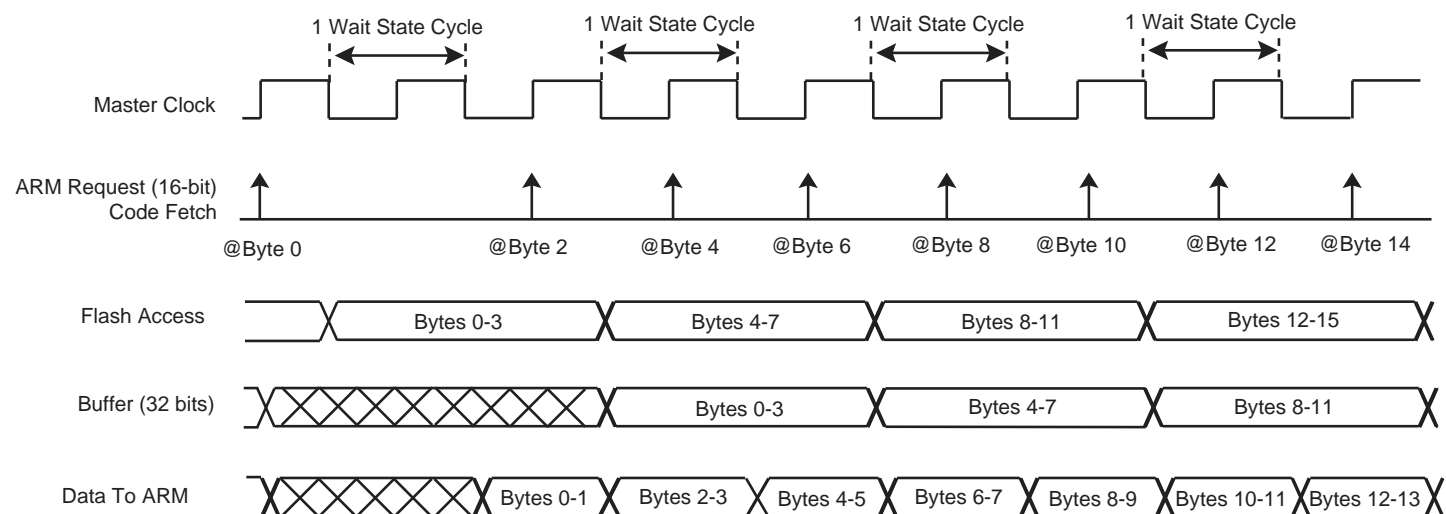 1 Wait State Cycle 1 Wait State Cycle 1 Wait State Cycle 1 Wait State Cycle
Master Clock
ARM Request (16-bit)
Code Fetch
@Byte 0 @Byte 2 @Byte 4 @Byte 6 @Byte 8 @Byte 10 @Byte 12 @Byte 14
Flash Access Bytes 0-3 Bytes 4-7 Bytes 8-11 Bytes 12-15
Buffer (32 bits) Bytes 0-3 Bytes 4-7 Bytes 8-11
Data To ARM Bytes 0-1 Bytes 2-3 Bytes 4-5 Bytes 6-7 Bytes 8-9 Bytes 10-11 Bytes 12-13